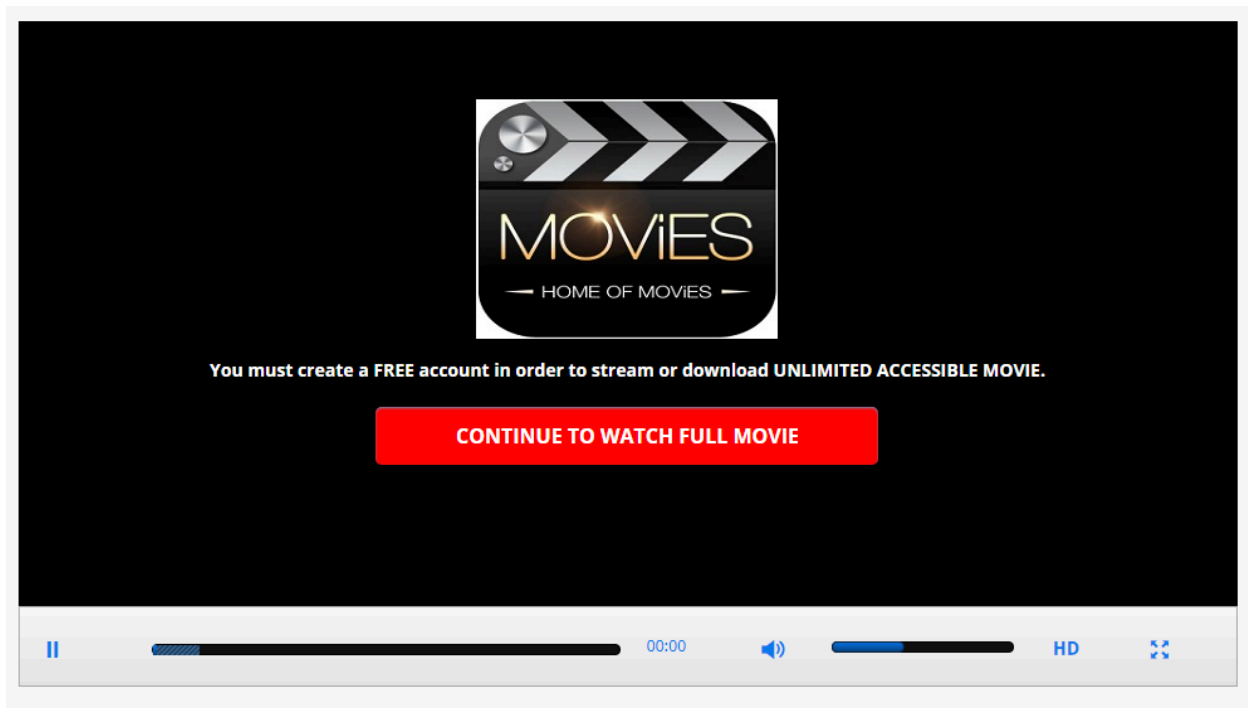 MOViES
HOME OF MOViES
You must create a FREE account in order to stream or download UNLIMITED ACCESSIBLE MOVIE.
CONTINUE TO WATCH FULL MOVIE
00:00
HD